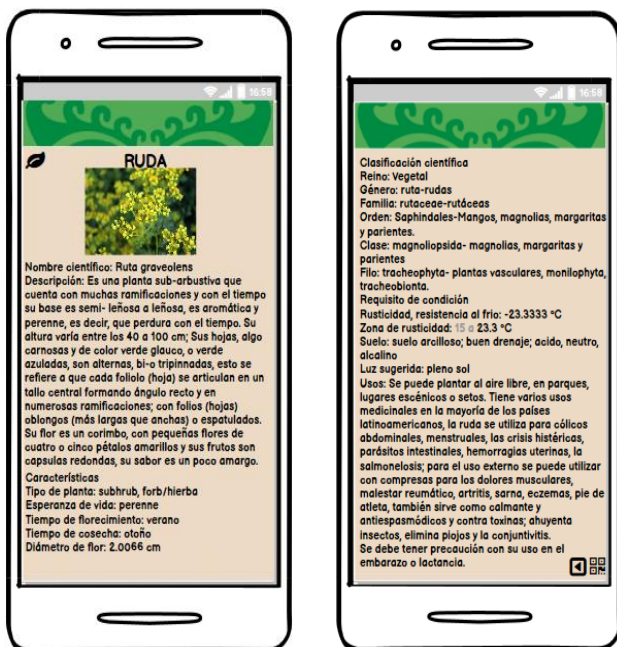 16:58
RUDA
Nombre científico: Ruta graveolens
Descripción: Es una planta sub-arbustiva que
cuenta con muchas ramificaciones y con el tiempo
su base es semi- leñosa a leñosa, es aromática y
perenne, es decir, que perdura con el tiempo. Su
altura varía entre los 40 a 100 cm; Sus hojas, algo
carnosas y de color verde glauco, o verde
azuladas, son alternas, bi-o tripinnadas, esto se
refiere a que cada foliolo (hoja) se articulan en un
tallo central formando ángulo recto y en
numerosas ramificaciones; con folios (hojas)
oblongos (más largas que anchas) o espatulados.
Su flor es un corimbo, con pequeñas flores de
cuatro o cinco pétalos amarillos y sus frutos son
capsulas redondas, su sabor es un poco amargo.
Características
Tipo de planta: subhrub, forb/hierba
Esperanza de vida: perenne
Tiempo de florecimiento: verano
Tiempo de cosecha: otoño
Diámetro de flor: 2.0066 cm
16:58
Clasificación científica
Reino: Vegetal
Género: ruta-rudas
Familia: rutaceae-rutáceas
Orden: Saphindales-Mangos, magnolias, margaritas
y parientes.
Clase: magnoliopsida- magnolias, margaritas y
parientes
Filo: tracheophyta- plantas vasculares, monilophyta,
tracheobionta.
Requisito de condición
Rusticidad, resistencia al frio: -23.3333 °C
Zona de rusticidad: 15 a 23.3 °C
Suelo: suelo arcilloso; buen drenaje; acido, neutro,
alcalino
Luz sugerida: pleno sol
Usos: Se puede plantar al aire libre, en parques,
lugares escénicos o setos. Tiene varios usos
medicinales en la mayoría de los países
latinoamericanos, la ruda se utiliza para cólicos
abdominales, menstruales, las crisis histéricas,
parásitos intestinales, hemorragias uterinas, la
salmonelosis; para el uso externo se puede utilizar
con compresas para los dolores musculares,
malestar reumático, artritis, sarna, eczemas, pie de
atleta, también sirve como calmante y
antiespasmódicos y contra toxinas; ahuyenta
insectos, elimina piojos y la conjuntivitis.
Se debe tener precaución con su uso en el
embarazo o lactancia.